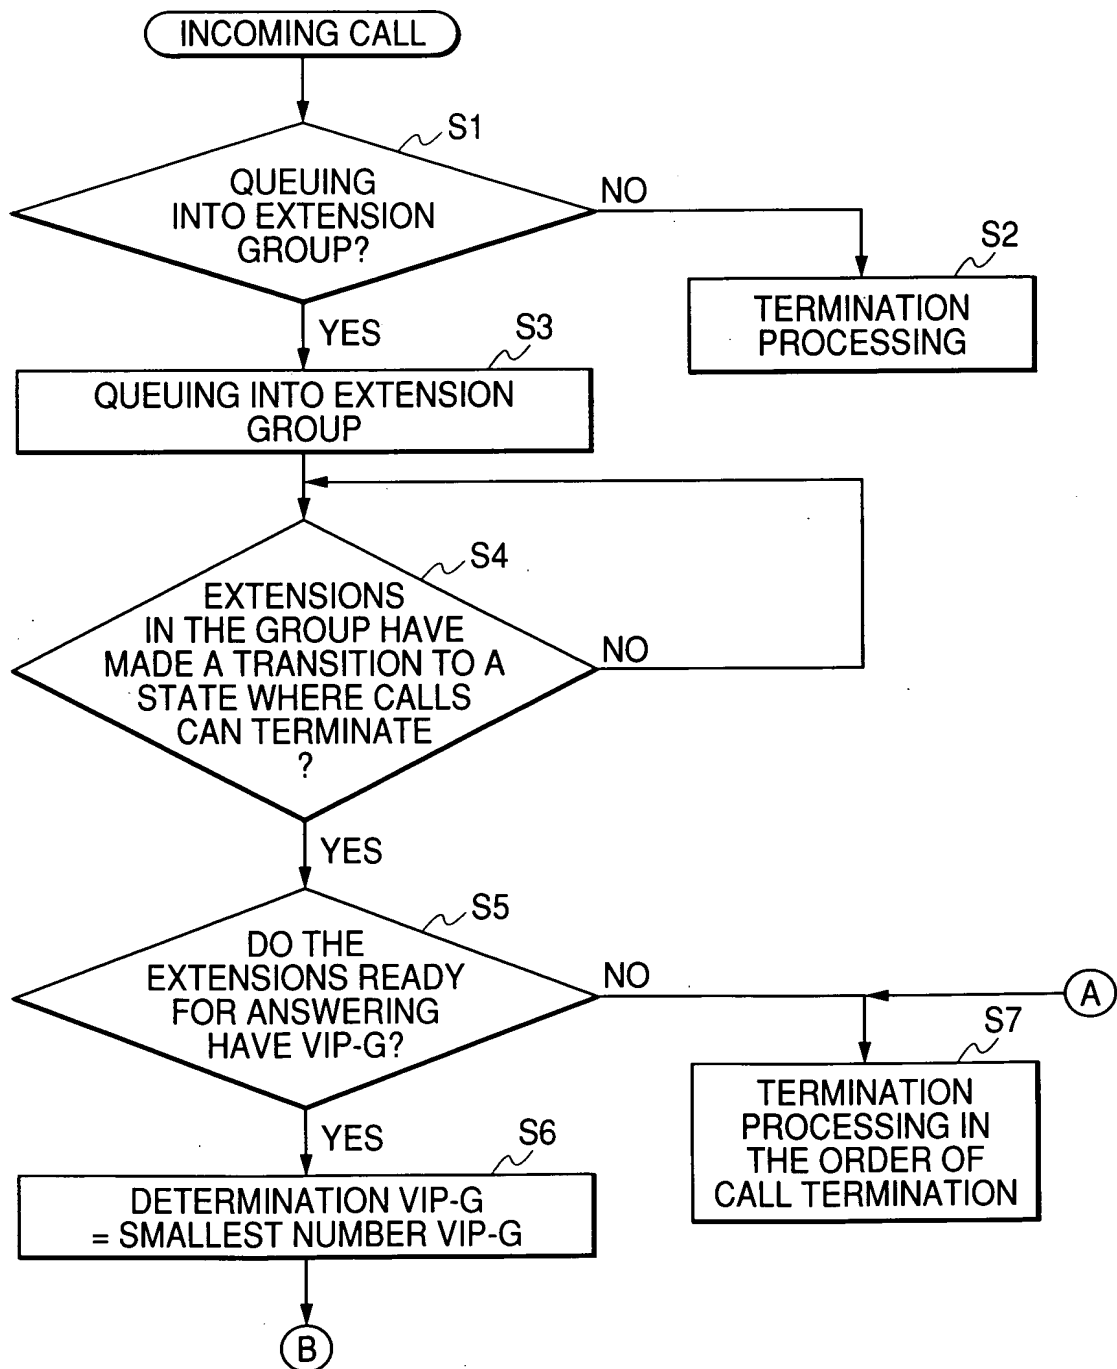 INCOMING CALL
S1
QUEUING
INTO EXTENSION
GROUP?
NO
S2
TERMINATION
PROCESSING
YES
S3
QUEUING INTO EXTENSION
GROUP
S4
EXTENSIONS
IN THE GROUP HAVE
MADE A TRANSITION TO A
STATE WHERE CALLS
CAN TERMINATE
?
NO
YES
S5
DO THE
EXTENSIONS READY
FOR ANSWERING
HAVE VIP-G?
NO
A
S7
TERMINATION
PROCESSING IN
THE ORDER OF
CALL TERMINATION
YES
S6
DETERMINATION VIP-G
= SMALLEST NUMBER VIP-G
B